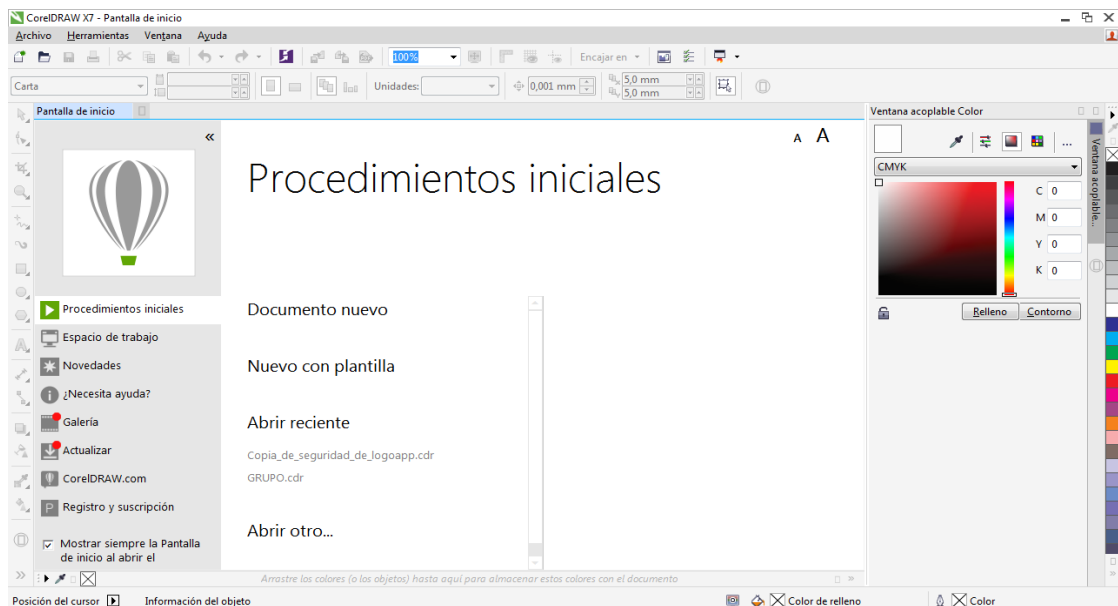 CorelDRAW X7 - Pantalla de inicio
Archivo Herramientas Ventana Ayuda
100% Encajar en
Carta Unidades: 0,001 mm 5,0 mm
5,0 mm
Pantalla de inicio
Ventana acoplable Color
«
A A
Procedimientos iniciales
CMYK
C 0
M 0
Y 0
K 0
Relleno Contorno
Ventana acoplable...
Procedimientos iniciales
Espacio de trabajo
Novedades
¿Necesita ayuda?
Galería
Actualizar
CorelDRAW.com
Registro y suscripción
Mostrar siempre la Pantalla
de inicio al abrir el
Documento nuevo
Nuevo con plantilla
Abrir reciente
Copia_de_seguridad_de_logoapp.cdr
GRUPO.cdr
Abrir otro...
Arrastre los colores (o los objetos) hasta aquí para almacenar estos colores con el documento
Posición del cursor Información del objeto Color de relleno Color